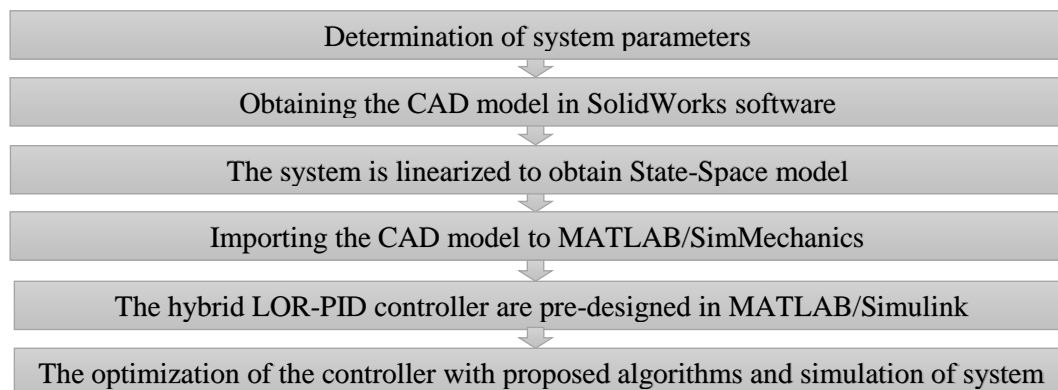 Determination of system parameters
Obtaining the CAD model in SolidWorks software
The system is linearized to obtain State-Space model
Importing the CAD model to MATLAB/SimMechanics
The hybrid LOR-PID controller are pre-designed in MATLAB/Simulink
The optimization of the controller with proposed algorithms and simulation of system